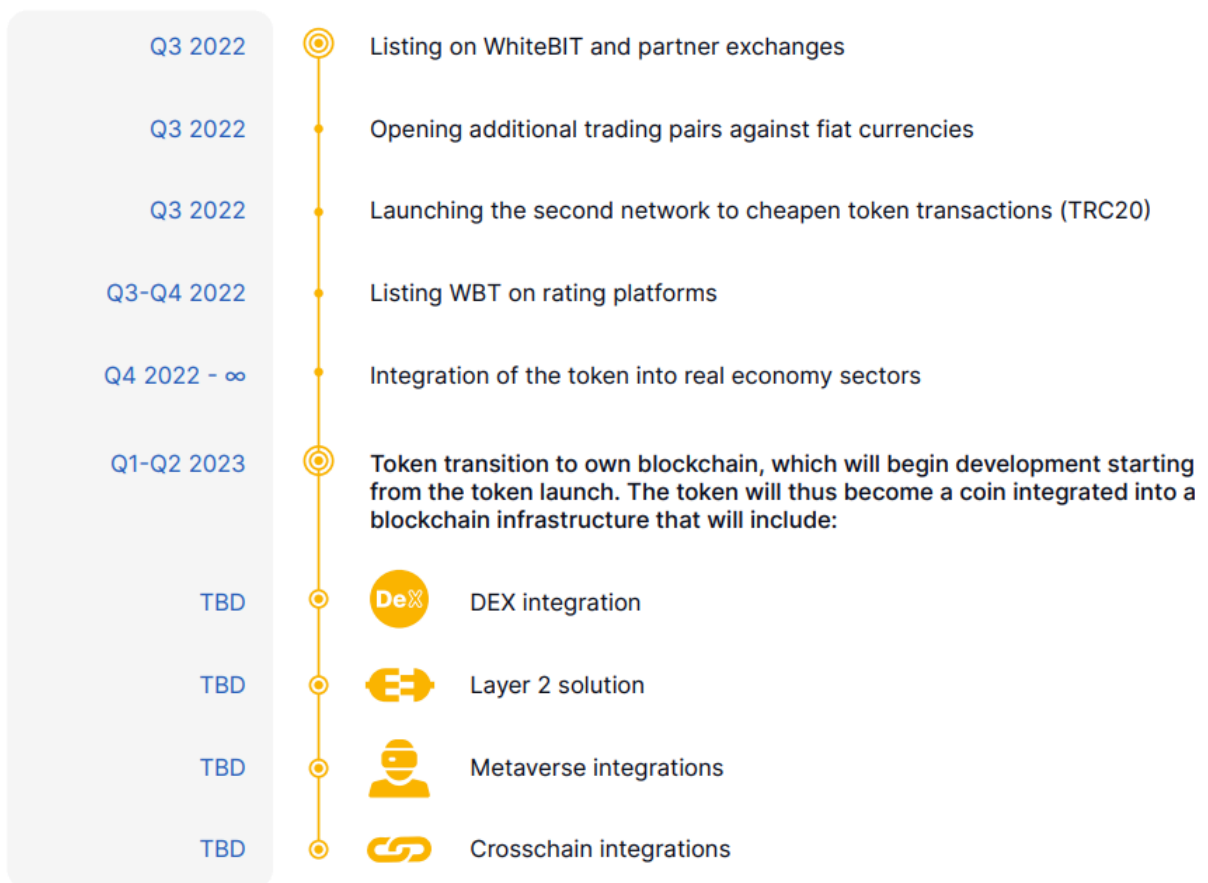 Q3 2022 Listing on WhiteBIT and partner exchanges
Q3 2022 Opening additional trading pairs against fiat currencies
Q3 2022 Launching the second network to cheapen token transactions (TRC20)
Q3-Q4 2022 Listing WBT on rating platforms
Q4 2022 - ∞ Integration of the token into real economy sectors
Q1-Q2 2023 Token transition to own blockchain, which will begin development starting
from the token launch. The token will thus become a coin integrated into a
blockchain infrastructure that will include:
TBD DeX DEX integration
TBD Layer 2 solution
TBD Metaverse integrations
TBD Crosschain integrations